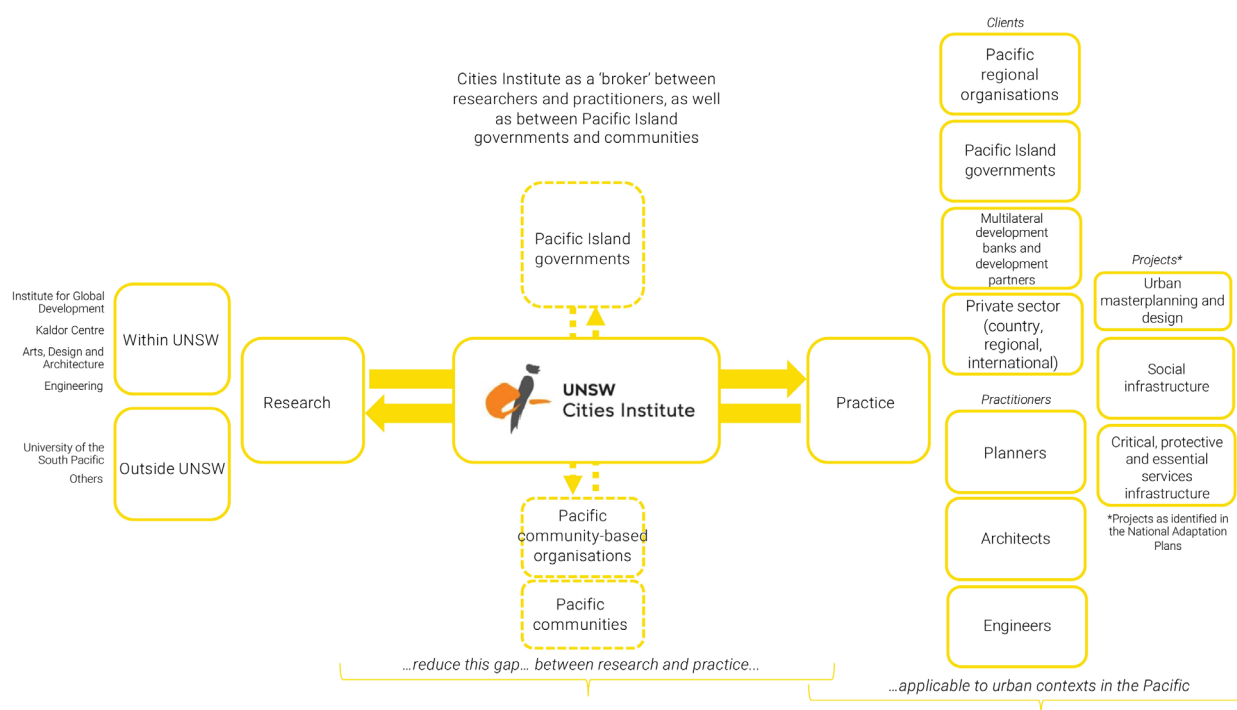 Cities Institute as a ‘broker’ between
researchers and practitioners, as well
as between Pacific Island
governments and communities
Pacific Island
governments
Institute for Global
Development
Kaldor Centre
Arts, Design and
Architecture
Engineering
Within UNSW
University of the
South Pacific
Others
Outside UNSW
Research
UNSW
Cities Institute
Practice
Pacific
community-based
organisations
Pacific
communities
Clients
Pacific
regional
organisations
Pacific Island
governments
Multilateral
development
banks and
development
partners
Private sector
(country,
regional,
international)
Practitioners
Planners
Architects
Engineers
Projects*
Urban
masterplanning and
design
Social
infrastructure
Critical, protective
and essential
services
infrastructure
*Projects as identified in
the National Adaptation
Plans
…reduce this gap… between research and practice...
…applicable to urban contexts in the Pacific